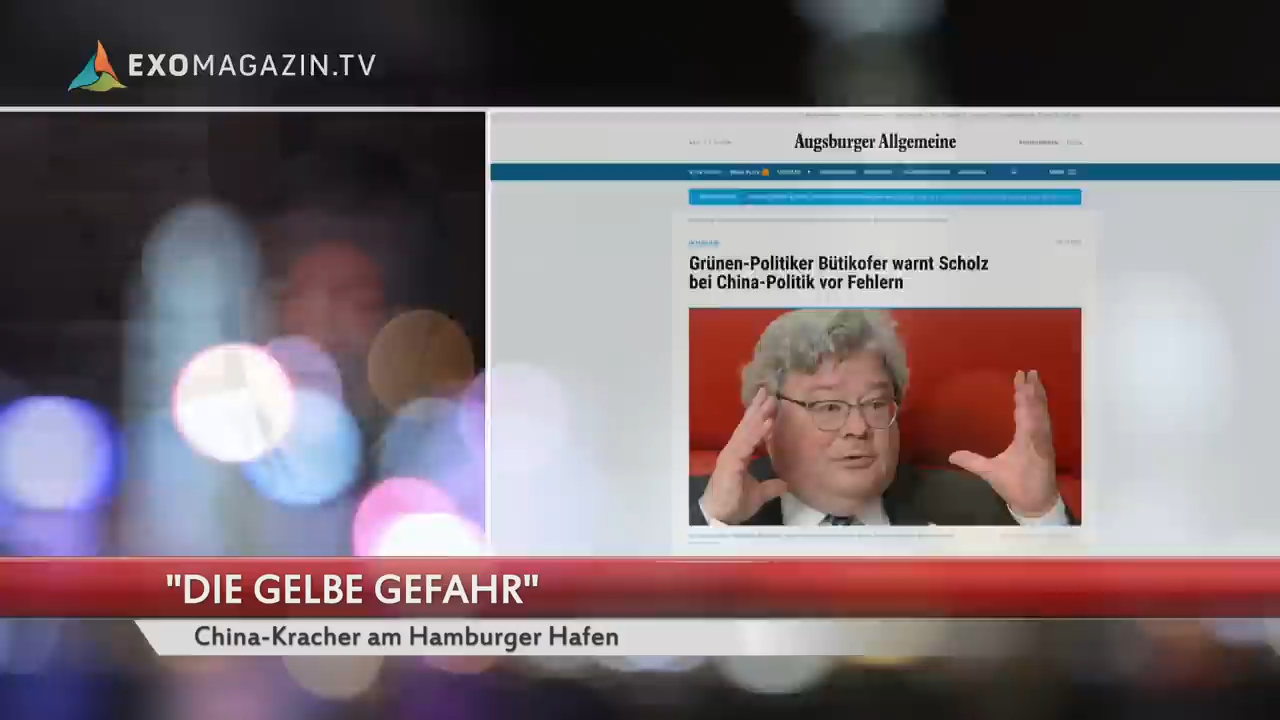 EXOMAGAZIN.TV
Augsburger Allgemeine
Grünen-Politiker Bütikofer warnt Scholz
bei China-Politik vor Fehlern
"DIE GELBE GEFAHR"
China-Kracher am Hamburger Hafen